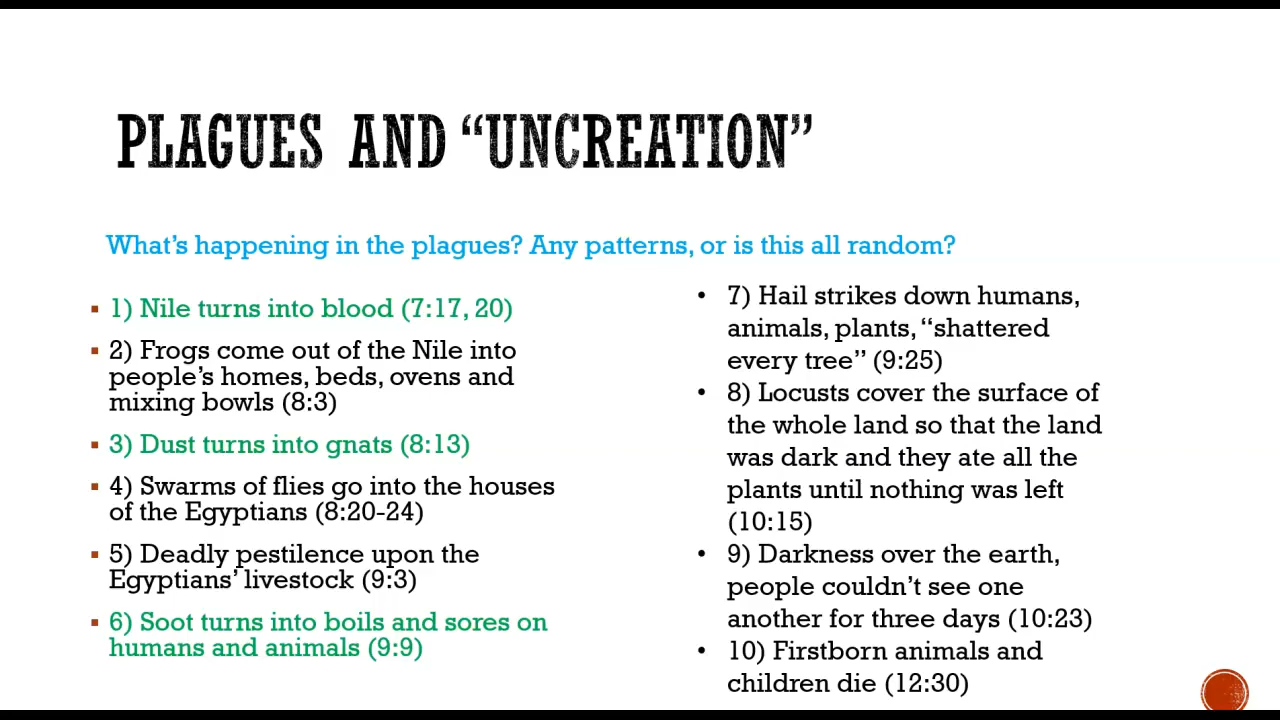 PLAGUES AND “UNCREATION”
What’s happening in the plagues? Any patterns, or is this all random?
▪ 1) Nile turns into blood (7:17, 20)
▪ 2) Frogs come out of the Nile into
people’s homes, beds, ovens and
mixing bowls (8:3)
▪ 3) Dust turns into gnats (8:13)
▪ 4) Swarms of flies go into the houses
of the Egyptians (8:20-24)
▪ 5) Deadly pestilence upon the
Egyptians’ livestock (9:3)
▪ 6) Soot turns into boils and sores on
humans and animals (9:9)
• 7) Hail strikes down humans,
animals, plants, “shattered
every tree” (9:25)
• 8) Locusts cover the surface of
the whole land so that the land
was dark and they ate all the
plants until nothing was left
(10:15)
• 9) Darkness over the earth,
people couldn’t see one
another for three days (10:23)
• 10) Firstborn animals and
children die (12:30)